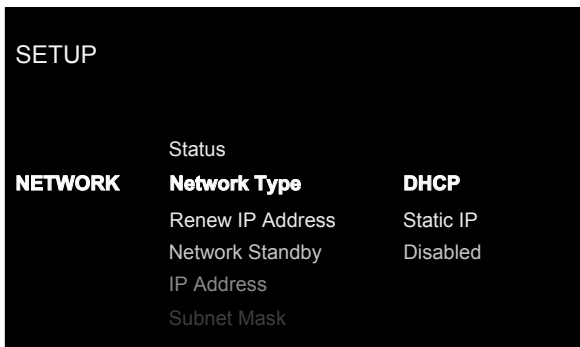 SETUP
Status
NETWORK Network Type DHCP
Renew IP Address Static IP
Network Standby Disabled
IP Address
Subnet Mask